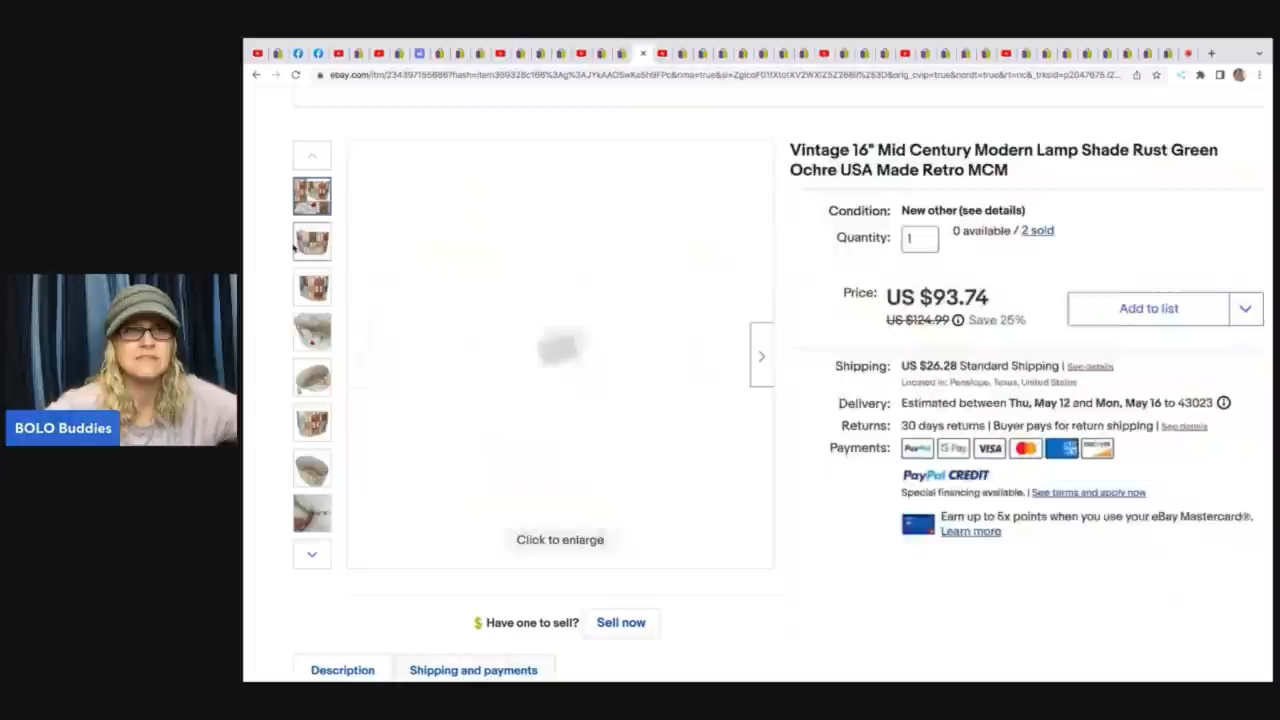 Vintage 16" Mid Century Modern Lamp Shade Rust Green
Ochre USA Made Retro MCM
Condition: New other (see details)
Quantity: 1 0 available / 2 sold
Price: US $93.74
US $124.99 Save 25%
Add to list
Shipping: US $26.28 Standard Shipping | See details
Located in: Penelope, Texas, United States
Delivery: Estimated between Thu, May 12 and Mon, May 16 to 43023
Returns: 30 days returns | Buyer pays for return shipping | See details
Payments: PayPal G Pay VISA
PayPal CREDIT
Special financing available. | See terms and apply now
Earn up to 5x points when you use your eBay Mastercard®.
Learn more
BOLO Buddies
Click to enlarge
Have one to sell? Sell now
Description Shipping and payments